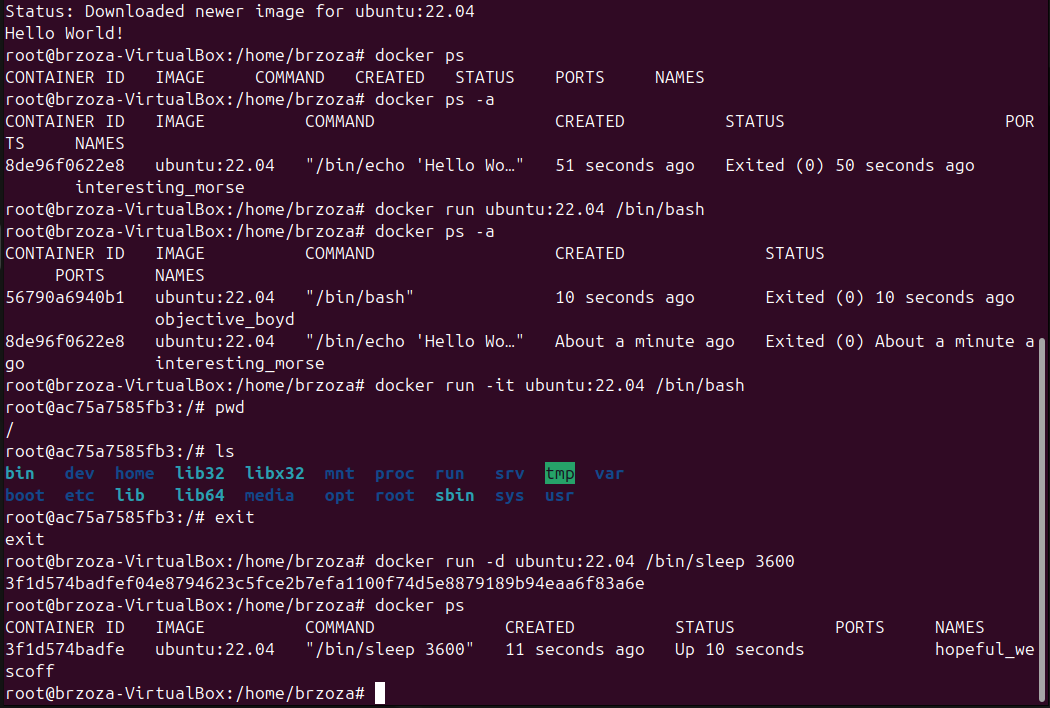 Status: Downloaded newer image for ubuntu:22.04
Hello World!
root@brzoza-VirtualBox:/home/brzoza# docker ps
CONTAINER ID   IMAGE     COMMAND   CREATED   STATUS    PORTS     NAMES
root@brzoza-VirtualBox:/home/brzoza# docker ps -a
CONTAINER ID   IMAGE          COMMAND                  CREATED          STATUS                      POR
TS     NAMES
8de96f0622e8   ubuntu:22.04   "/bin/echo 'Hello Wo…"   51 seconds ago   Exited (0) 50 seconds ago
       interesting_morse
root@brzoza-VirtualBox:/home/brzoza# docker run ubuntu:22.04 /bin/bash
root@brzoza-VirtualBox:/home/brzoza# docker ps -a
CONTAINER ID   IMAGE          COMMAND                  CREATED              STATUS
     PORTS     NAMES
56790a6940b1   ubuntu:22.04   "/bin/bash"              10 seconds ago       Exited (0) 10 seconds ago
               objective_boyd
8de96f0622e8   ubuntu:22.04   "/bin/echo 'Hello Wo…"   About a minute ago   Exited (0) About a minute a
go             interesting_morse
root@brzoza-VirtualBox:/home/brzoza# docker run -it ubuntu:22.04 /bin/bash
root@ac75a7585fb3:/# pwd
/
root@ac75a7585fb3:/# ls
bin   dev  home  lib32  libx32  mnt  proc  run   srv  tmp  var
boot  etc  lib   lib64  media   opt  root  sbin  sys  usr
root@ac75a7585fb3:/# exit
exit
root@brzoza-VirtualBox:/home/brzoza# docker run -d ubuntu:22.04 /bin/sleep 3600
3f1d574badfef04e8794623c5fce2b7efa1100f74d5e8879189b94eaa6f83a6e
root@brzoza-VirtualBox:/home/brzoza# docker ps
CONTAINER ID   IMAGE          COMMAND             CREATED          STATUS          PORTS     NAMES
3f1d574badfe   ubuntu:22.04   "/bin/sleep 3600"   11 seconds ago   Up 10 seconds             hopeful_we
scoff
root@brzoza-VirtualBox:/home/brzoza#